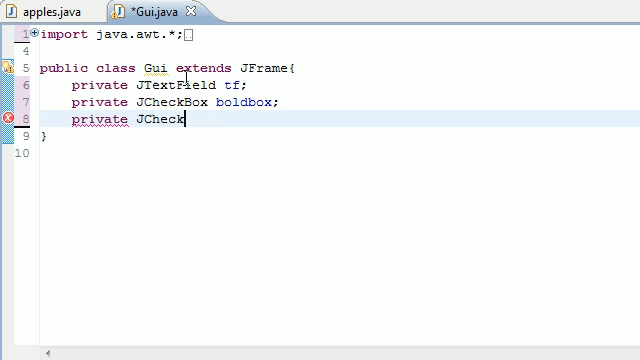 apples.java *Gui.java
1 import java.awt.*;
4
5 public class Gui extends JFrame{
6 private JTextField tf;
7 private JCheckBox boldbox;
8 private JCheck
9 }
10